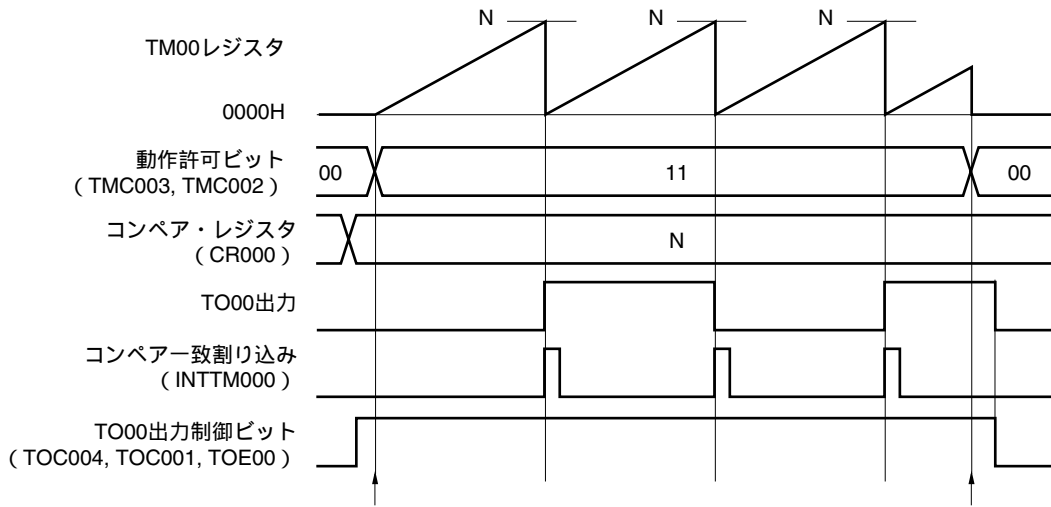 N N N
TM00レジスタ
0000H
動作許可ビット
( TMC003, TMC002 )
00 11 00
コンペア・レジスタ
( CR000 )
N
TO00出力
コンペア一致割り込み
( INTTM000 )
TO00出力制御ビット
( TOC004, TOC001, TOE00 )